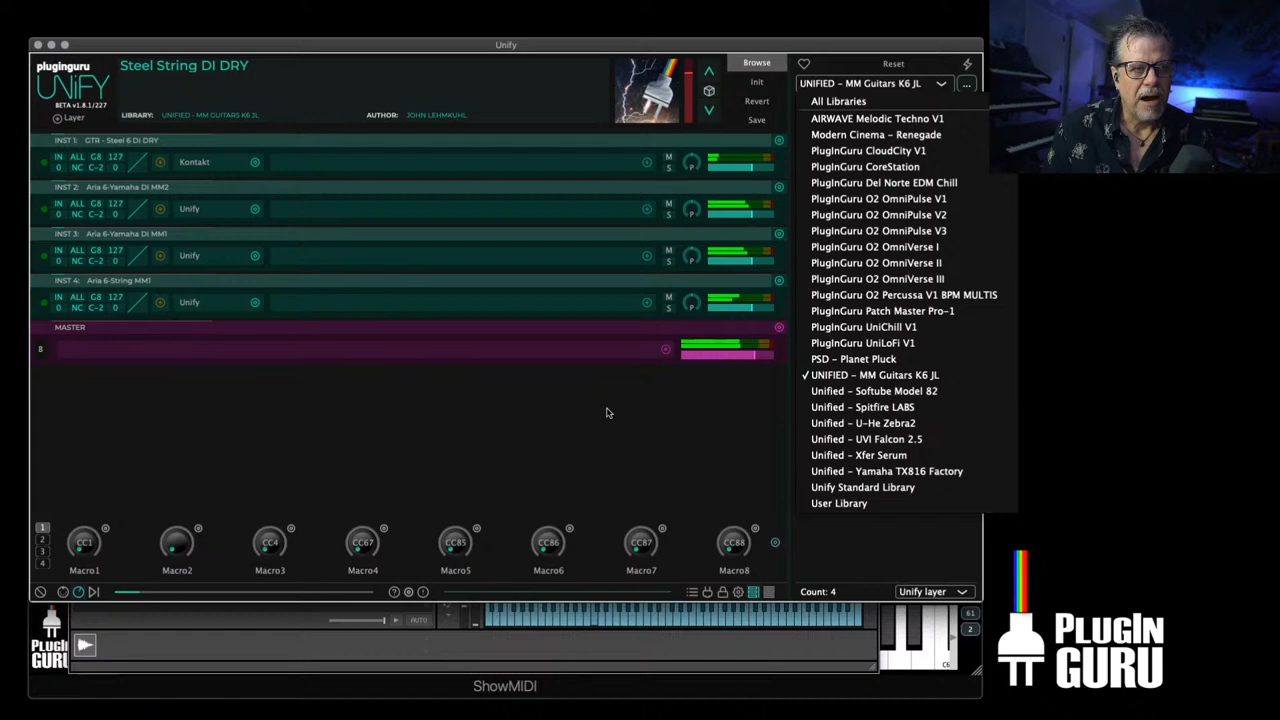 Unify
pluginguru
UNiFY
BETA v1.8.1/227
Layer
Steel String DI DRY
LIBRARY: UNIFIED - MM GUITARS K6 JL
AUTHOR: JOHN LEHMKUHL
Browse
Init
Revert
Save
Reset
UNIFIED – MM Guitars K6 JL
...
All Libraries
AIRWAVE Melodic Techno V1
Modern Cinema – Renegade
PlugInGuru CloudCity V1
PlugInGuru CoreStation
PlugInGuru Del Norte EDM Chill
PlugInGuru O2 OmniPulse V1
PlugInGuru O2 OmniPulse V2
PlugInGuru O2 OmniPulse V3
PlugInGuru O2 OmniVerse I
PlugInGuru O2 OmniVerse II
PlugInGuru O2 OmniVerse III
PlugInGuru O2 Percussa V1 BPM MULTIS
PlugInGuru Patch Master Pro-1
PlugInGuru UniChill V1
PlugInGuru UniLoFi V1
PSD – Planet Pluck
✓ UNIFIED – MM Guitars K6 JL
Unified – Softube Model 82
Unified – Spitfire LABS
Unified – U-He Zebra2
Unified – UVI Falcon 2.5
Unified – Xfer Serum
Unified – Yamaha TX816 Factory
Unify Standard Library
User Library
INST 1: GTR - Steel 6 DI DRY
IN ALL G8 127
0 NC C-2 0
Kontakt
M
S
P
INST 2: Aria 6-Yamaha DI MM2
IN ALL G8 127
0 NC C-2 0
Unify
M
S
P
INST 3: Aria 6-Yamaha DI MM1
IN ALL G8 127
0 NC C-2 0
Unify
M
S
P
INST 4: Aria 6-String MM1
IN ALL G8 127
0 NC C-2 0
Unify
M
S
P
MASTER
8
1
2
3
4
CC1
CC4
CC67
CC85
CC86
CC87
CC88
Macro1
Macro2
Macro3
Macro4
Macro5
Macro6
Macro7
Macro8
Count: 4
Unify layer
AUTO
61
2
C6
ShowMIDI
PLUGIN
GURU